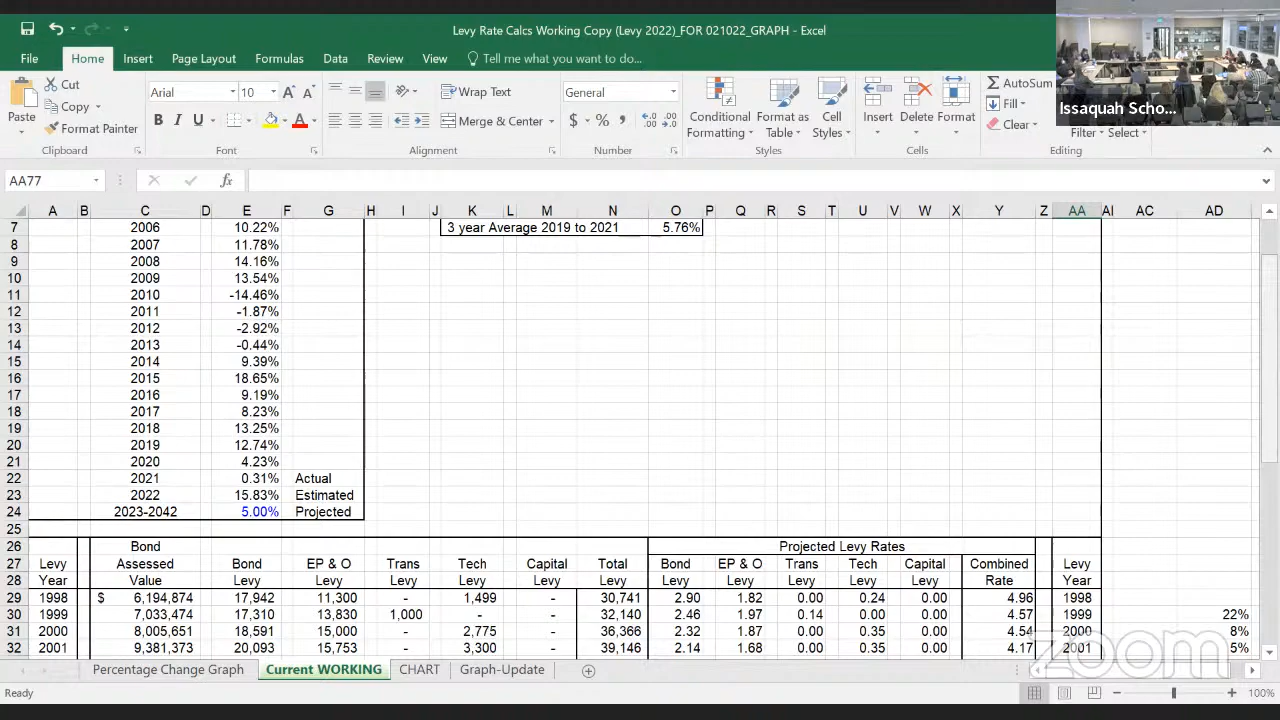 Levy Rate Calcs Working Copy (Levy 2022)_FOR 021022_GRAPH - Excel
File Home Insert Page Layout Formulas Data Review View Tell me what you want to do...
Cut
Copy
Format Painter
Paste
Clipboard
Arial 10 A A
B I U A
Font
Wrap Text
Merge & Center
Alignment
General
$ % , .00 .0
Number
Conditional Formatting
Format as Table
Cell Styles
Styles
Insert Delete Format
Cells
AutoSum
Fill
Clear
Filter Select
Editing
Issaquah Scho...
AA77 fx
A B C D E F G H I J K L M N O P Q R S T U V W X Y Z AA AC AD
7 2006 10.22% 3 year Average 2019 to 2021 5.76%
8 2007 11.78%
9 2008 14.16%
10 2009 13.54%
11 2010 -14.46%
12 2011 -1.87%
13 2012 -2.92%
14 2013 -0.44%
15 2014 9.39%
16 2015 18.65%
17 2016 9.19%
18 2017 8.23%
19 2018 13.25%
20 2019 12.74%
21 2020 4.23%
22 2021 0.31% Actual
23 2022 15.83% Estimated
24 2023-2042 5.00% Projected
25
26 Bond Projected Levy Rates
27 Levy Assessed Bond EP & O Trans Tech Capital Total Bond EP & O Trans Tech Capital Combined Levy
28 Year Value Levy Levy Levy Levy Levy Levy Levy Levy Levy Levy Levy Rate Year
29 1998 $ 6,194,874 17,942 11,300 - 1,499 - 30,741 2.90 1.82 0.00 0.24 0.00 4.96 1998
30 1999 7,033,474 17,310 13,830 1,000 - - 32,140 2.46 1.97 0.14 0.00 0.00 4.57 1999 22%
31 2000 8,005,651 18,591 15,000 - 2,775 - 36,366 2.32 1.87 0.00 0.35 0.00 4.54 2000 8%
32 2001 9,381,373 20,093 15,753 - 3,300 - 39,146 2.14 1.68 0.00 0.35 0.00 4.17 2001 5%
zoom
Percentage Change Graph Current WORKING CHART Graph-Update
Ready 100%